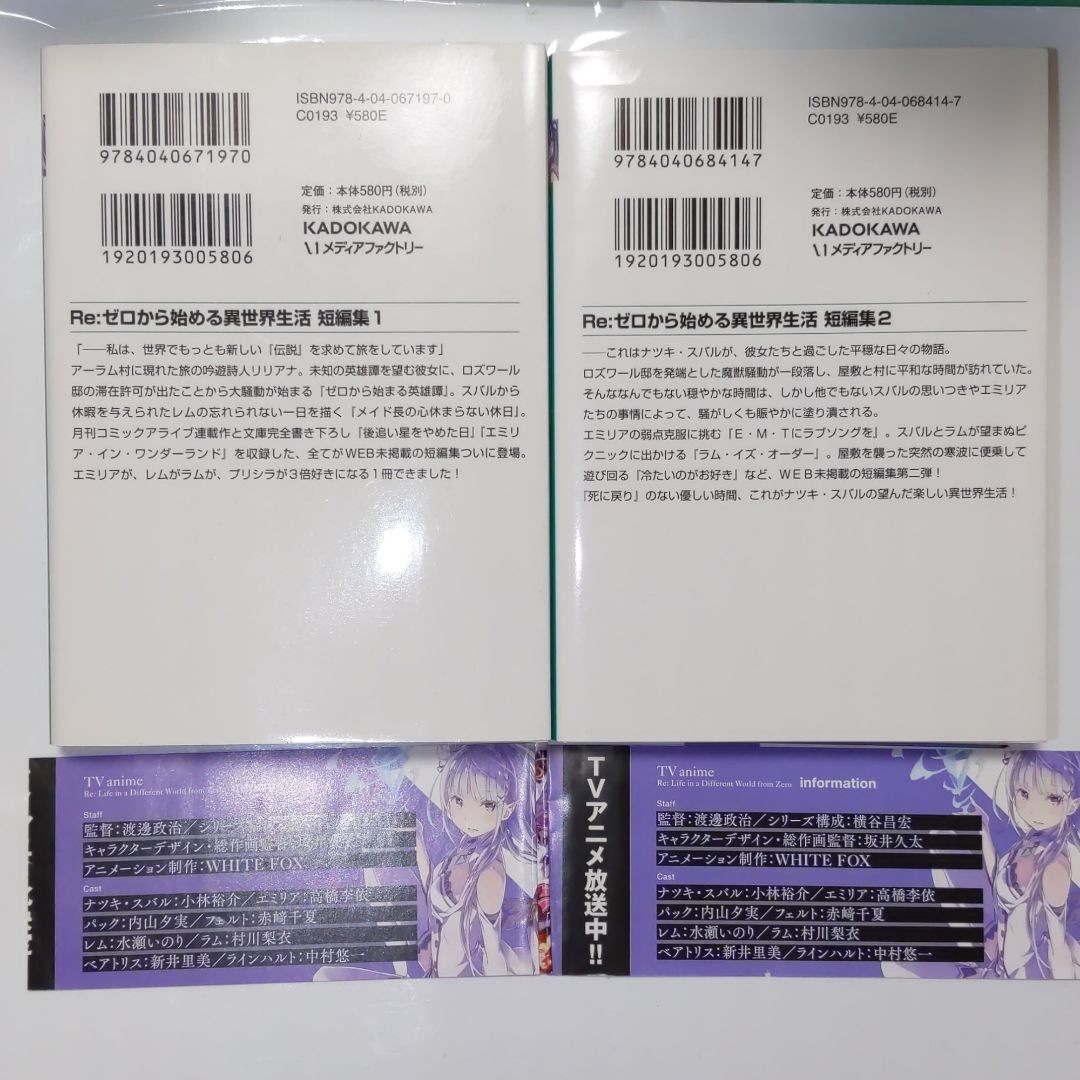 ISBN978-4-04-067197-0
C0193 ¥580E
9784040671970
定価：本体580円（税別）
発行：株式会社KADOKAWA
KADOKAWA
メディアファクトリー
1920193005806
Re:ゼロから始める異世界生活 短編集1
「──私は、世界でもっとも新しい『伝説』を求めて旅をしています」
アーラム村に現れた旅の吟遊詩人リリアナ。未知の英雄譚を望む彼女に、ロズワール
邸の滞在許可が出たことから大騒動が始まる『ゼロから始まる英雄譚』。スバルから
休暇を与えられたレムの忘れられない一日を描く『メイド長の心休まらない休日』。
月刊コミックアライブ連載作と文庫完全書き下ろし『後追い星をやめた日』『エミリ
ア・イン・ワンダーランド』を収録した、全てがWEB未掲載の短編集ついに登場。
エミリアが、レムがラムが、プリシラが3倍好きになる1冊できました！
ISBN978-4-04-068414-7
C0193 ¥580E
9784040684147
定価：本体580円（税別）
発行：株式会社KADOKAWA
KADOKAWA
メディアファクトリー
1920193005806
Re:ゼロから始める異世界生活 短編集2
──これはナツキ・スバルが、彼女たちと過ごした平穏な日々の物語。
ロズワール邸を発端とした魔獣騒動が一段落し、屋敷と村に平和な時間が訪れていた。
そんななんでもない穏やかな時間は、しかし他でもないスバルの思いつきやエミリア
たちの事情によって、騒がしくも賑やかに塗り潰される。
エミリアの弱点克服に挑む『E・M・Tにラブソングを』。スバルとラムが望まぬピ
クニックに出かける『ラム・イズ・オーダー』。屋敷を襲った突然の寒波に便乗して
遊び回る『冷たいのがお好き』など、WEB未掲載の短編集第二弾！
『死に戻り』のない優しい時間、これがナツキ・スバルの望んだ楽しい異世界生活！
TV anime
Re: Life in a Different World from Zero
Staff
監督：渡邊政治／シリーズ構成：
キャラクターデザイン・総作画監督：
アニメーション制作：WHITE FOX
Cast
ナツキ・スバル：小林裕介／エミリア：高橋李依
パック：内山夕実／フェルト：赤﨑千夏
レム：水瀬いのり／ラム：村川梨衣
ベアトリス：新井里美／ラインハルト：中村悠一
TVアニメ放送中!!
TV anime
Re: Life in a Different World from Zero information
Staff
監督：渡邊政治／シリーズ構成：横谷昌宏
キャラクターデザイン・総作画監督：坂井久太
アニメーション制作：WHITE FOX
Cast
ナツキ・スバル：小林裕介／エミリア：高橋李依
パック：内山夕実／フェルト：赤﨑千夏
レム：水瀬いのり／ラム：村川梨衣
ベアトリス：新井里美／ラインハルト：中村悠一